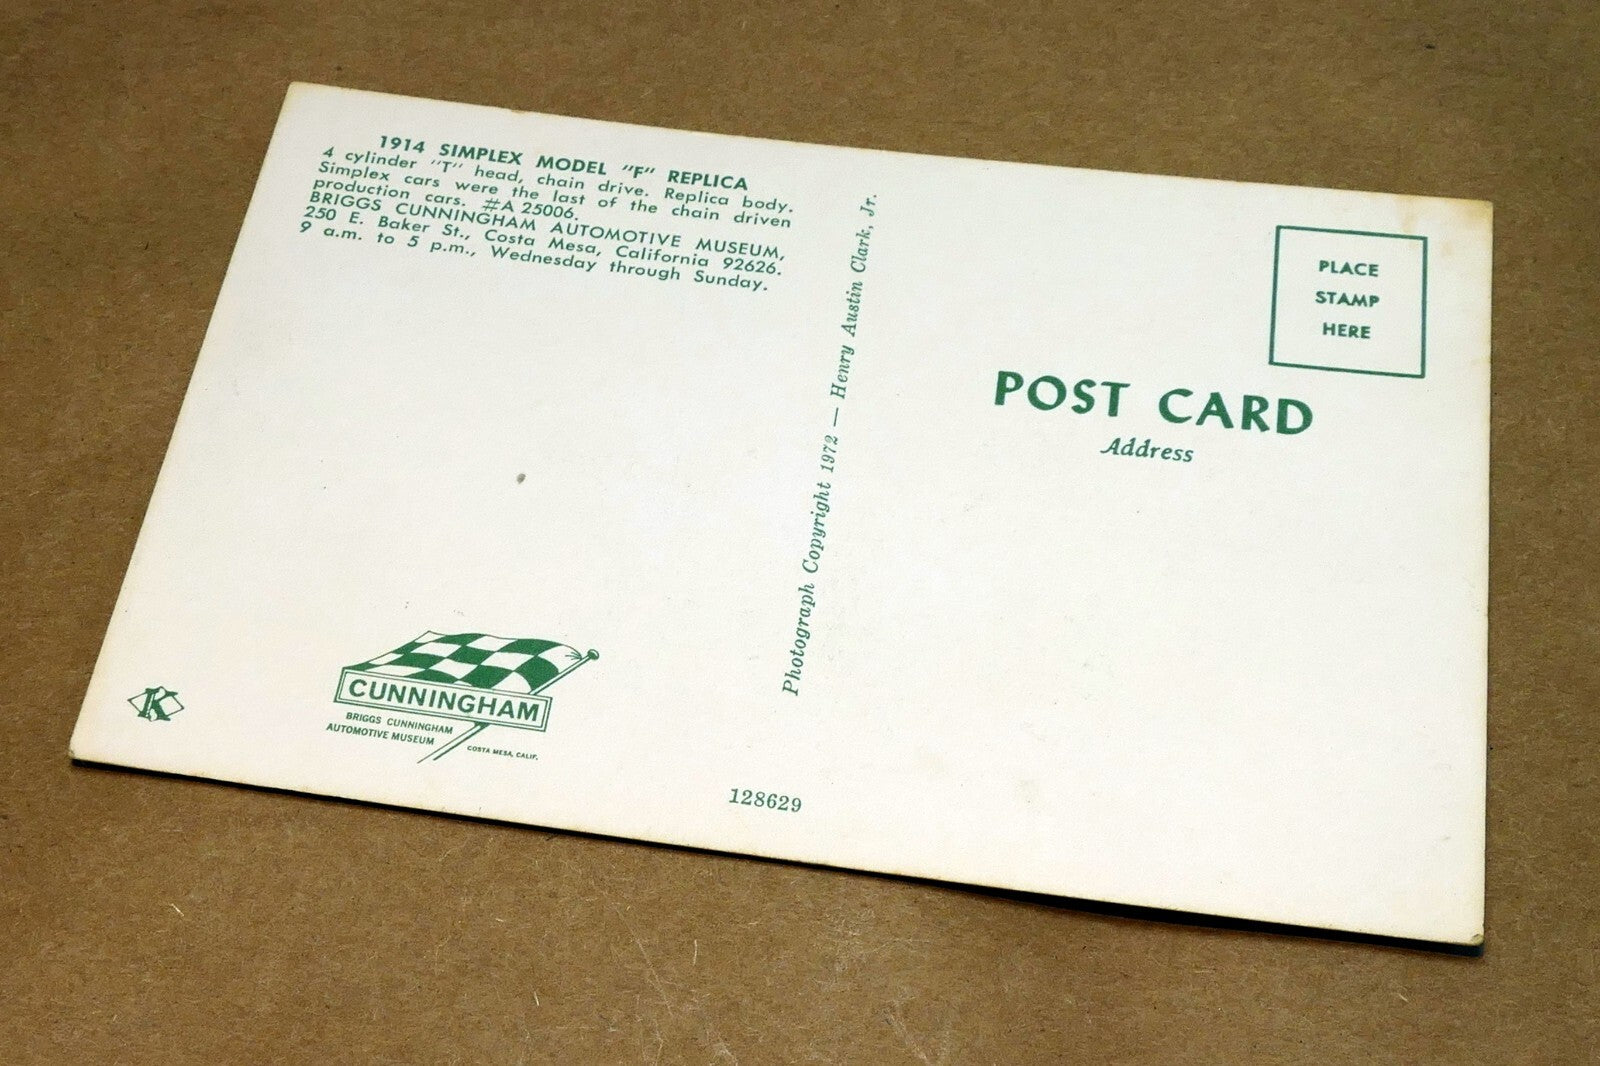 1914 SIMPLEX MODEL "F" REPLICA
4 cylinder "T" head, chain drive. Replica body.
Simplex cars were the last of the chain driven
production cars. #A 25006.
BRIGGS CUNNINGHAM AUTOMOTIVE MUSEUM,
250 E. Baker St., Costa Mesa, California 92626.
9 a.m. to 5 p.m., Wednesday through Sunday.
K
CUNNINGHAM
BRIGGS CUNNINGHAM
AUTOMOTIVE MUSEUM
COSTA MESA, CALIF.
Photograph Copyright 1972 — Henry Austin Clark, Jr.
128629
PLACE
STAMP
HERE
POST CARD
Address